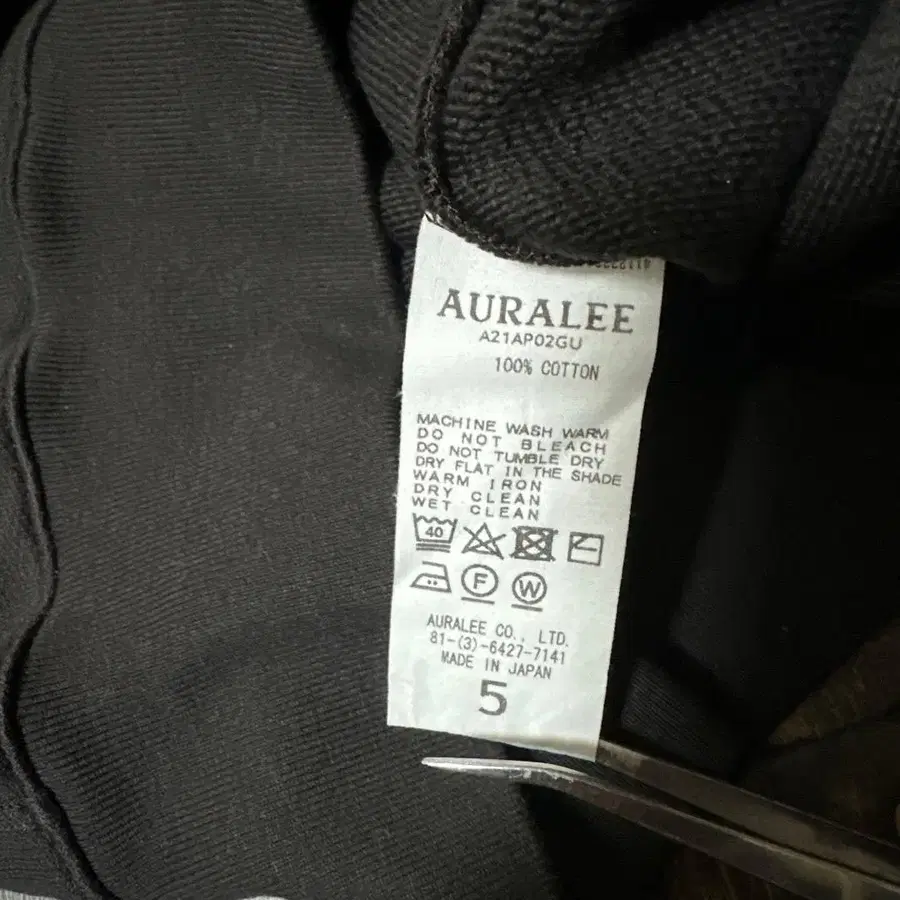 AURALEE
A21AP02GU
100% COTTON
MACHINE WASH WARM
DO NOT BLEACH
DO NOT TUMBLE DRY
DRY FLAT IN THE SHADE
WARM IRON
DRY CLEAN
WET CLEAN
40
F W
AURALEE CO., LTD.
81-(3)-6427-7141
MADE IN JAPAN
5